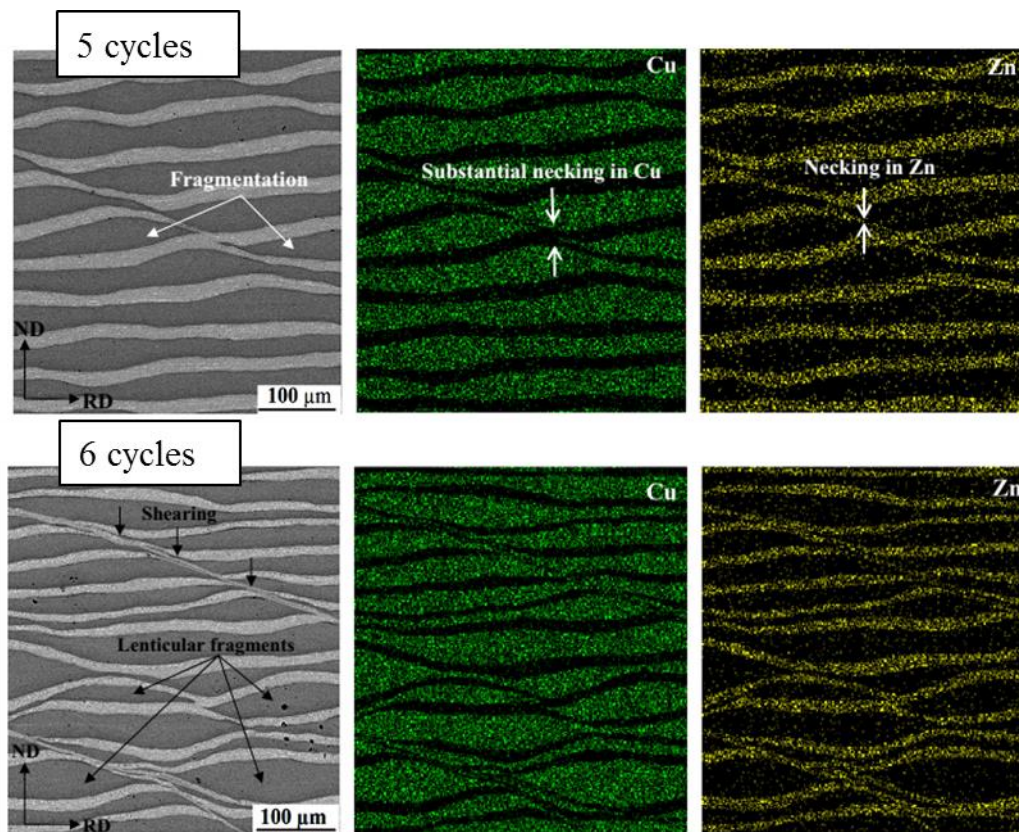 5 cycles
Cu
Zn
Fragmentation
Substantial necking in Cu
Necking in Zn
ND
RD
100 µm
6 cycles
Cu
Zn
Shearing
Lenticular fragments
ND
RD
100 µm